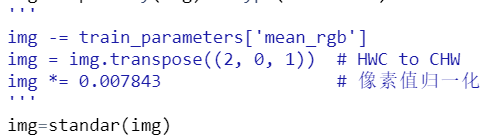 '''
img -= train_parameters['mean_rgb']
img = img.transpose((2, 0, 1))  # HWC to CHW
img *= 0.007843                 # 像素值归一化
'''
img=standar(img)